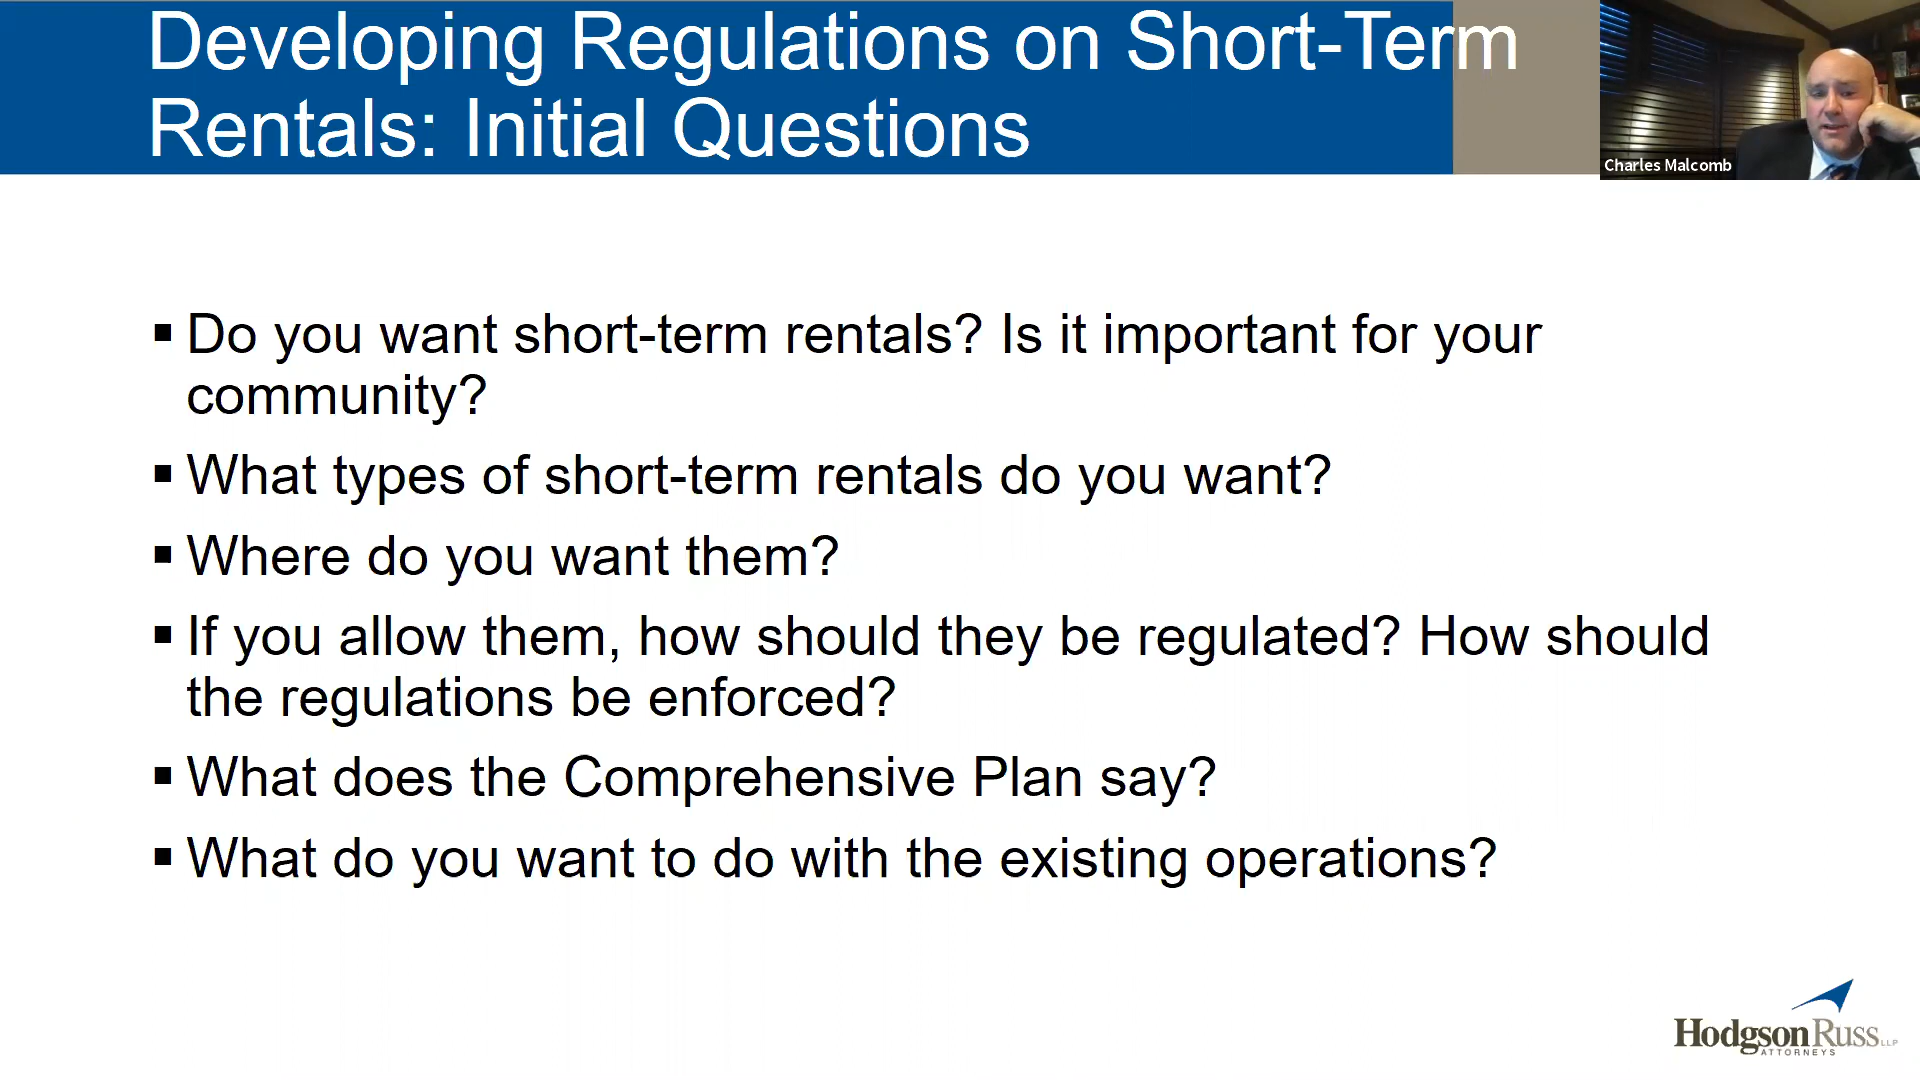 Developing Regulations on Short-Term
Rentals: Initial Questions
Charles Malcomb
▪ Do you want short-term rentals? Is it important for your
community?
▪ What types of short-term rentals do you want?
▪ Where do you want them?
▪ If you allow them, how should they be regulated? How should
the regulations be enforced?
▪ What does the Comprehensive Plan say?
▪ What do you want to do with the existing operations?
HodgsonRuss LLP
ATTORNEYS